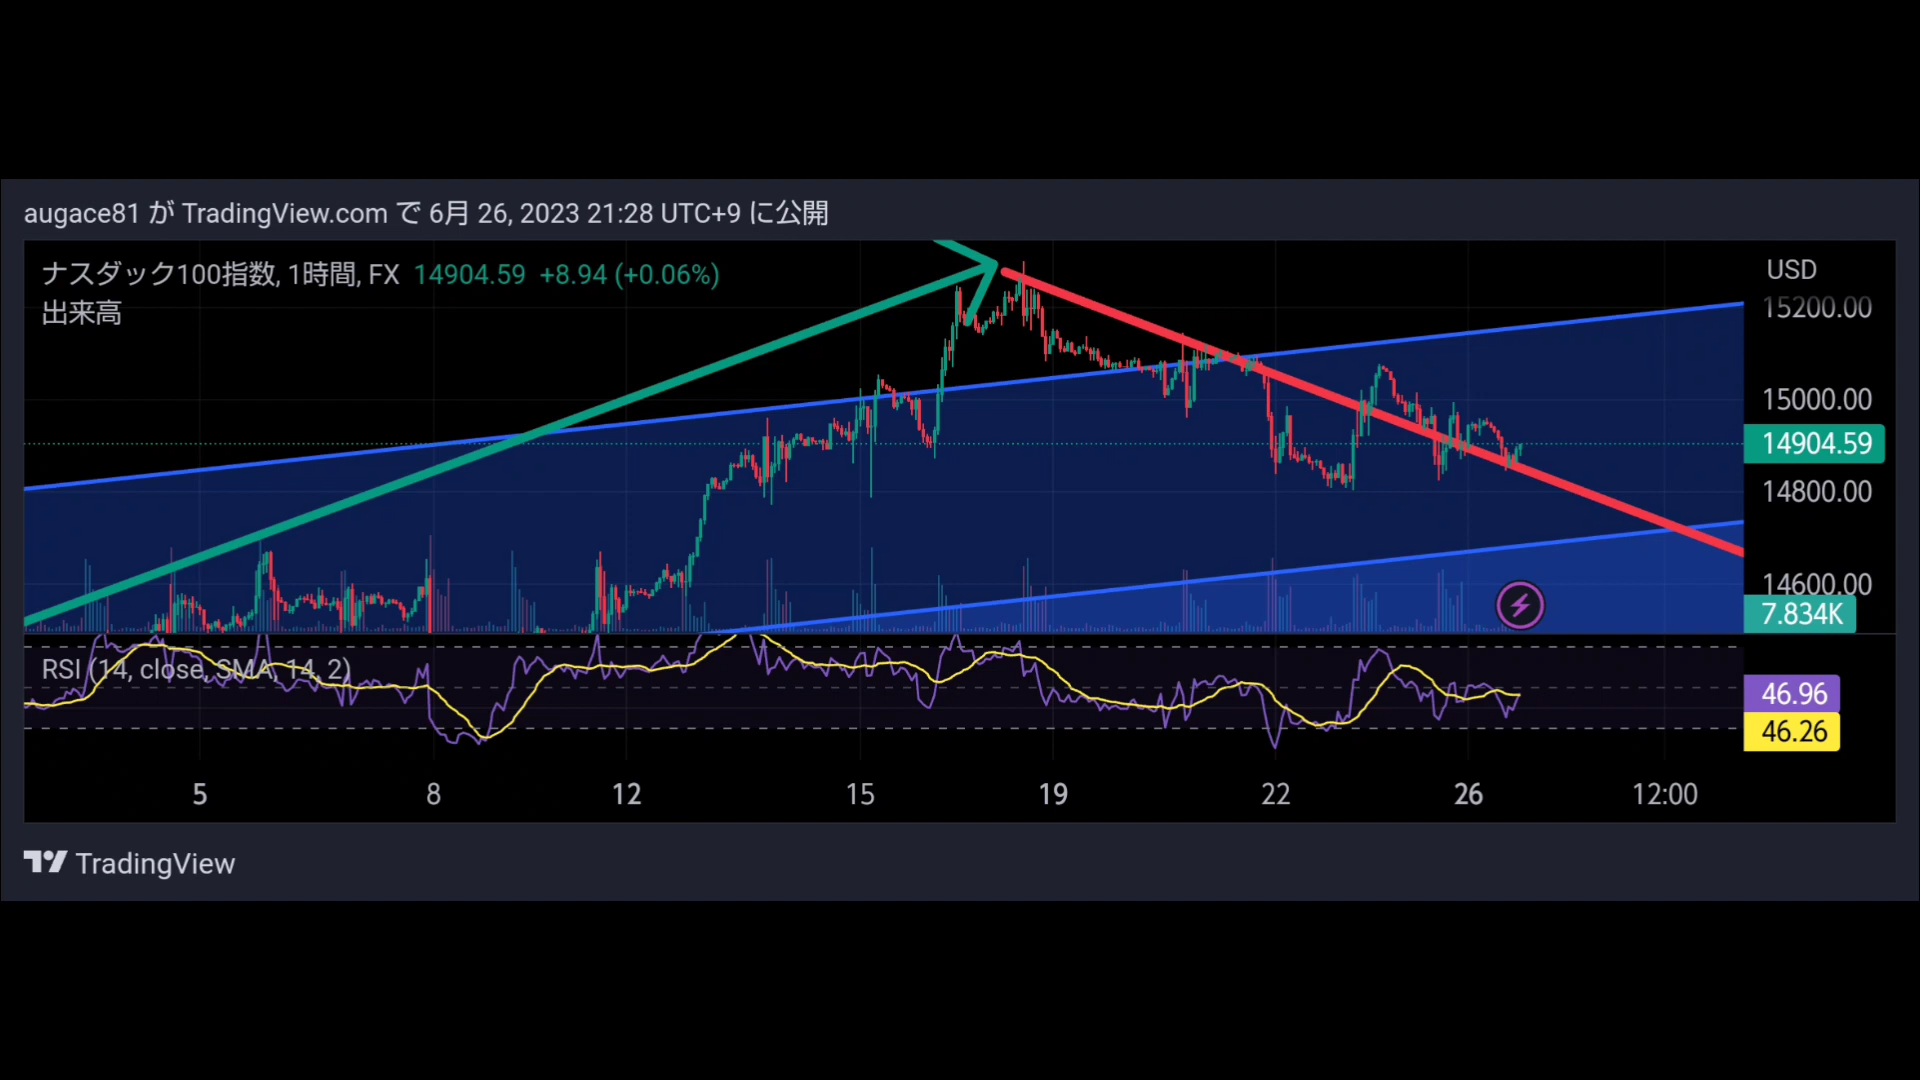 augace81 が TradingView.com で 6月 26, 2023 21:28 UTC+9 に公開
ナスダック100指数, 1時間, FX 14904.59 +8.94 (+0.06%)
出来高
USD
15200.00
15000.00
14904.59
14800.00
14600.00
7.834K
RSI (14, close, SMA, 14, 2)
46.96
46.26
5 8 12 15 19 22 26 12:00
TradingView